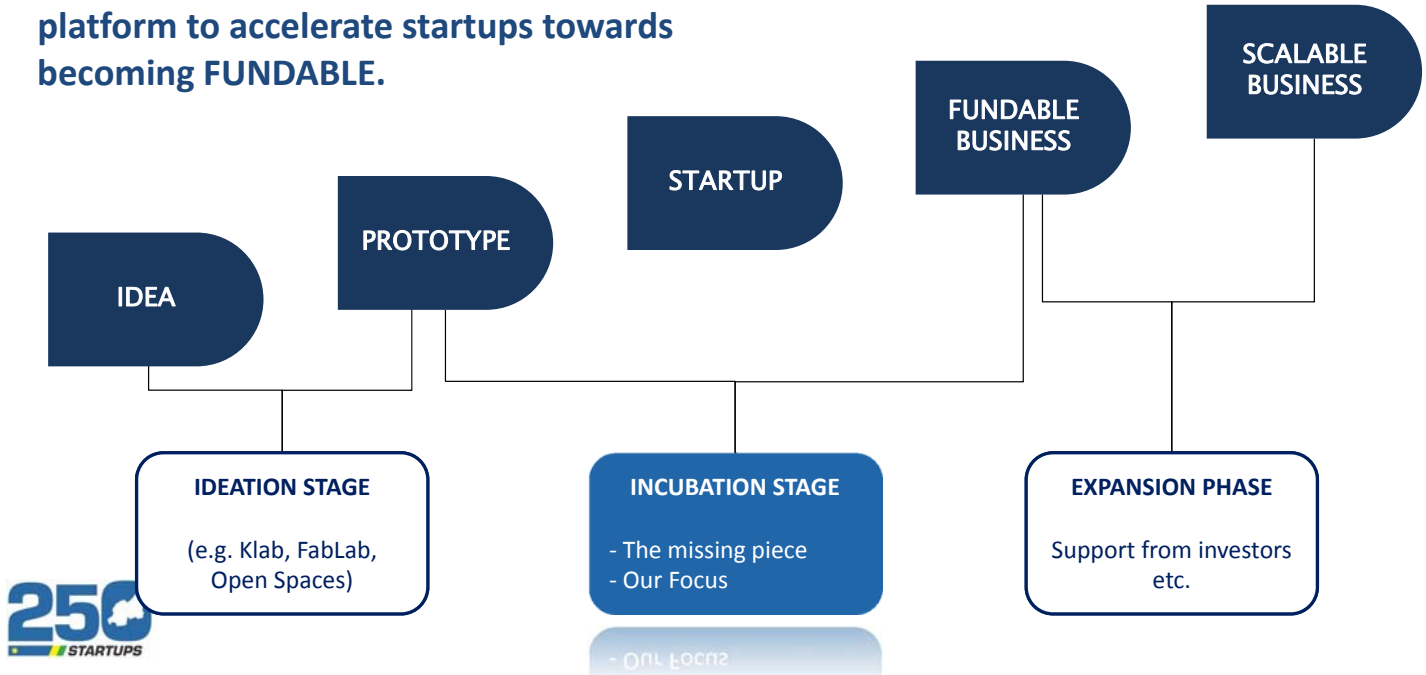 platform to accelerate startups towards
becoming FUNDABLE.
SCALABLE
BUSINESS
FUNDABLE
BUSINESS
STARTUP
PROTOTYPE
IDEA
IDEATION STAGE
(e.g. Klab, FabLab,
Open Spaces)
INCUBATION STAGE
- The missing piece
- Our Focus
EXPANSION PHASE
Support from investors
etc.
250
STARTUPS